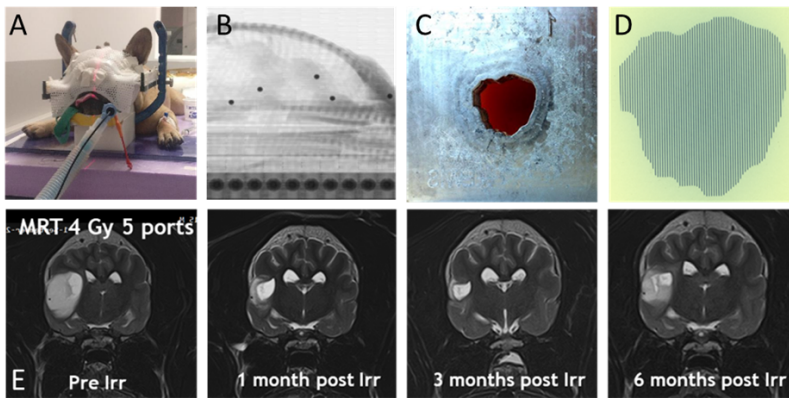 A
B
C
D
MRT 4 Gy 5 ports
E
Pre Irr
1 month post Irr
3 months post Irr
6 months post Irr